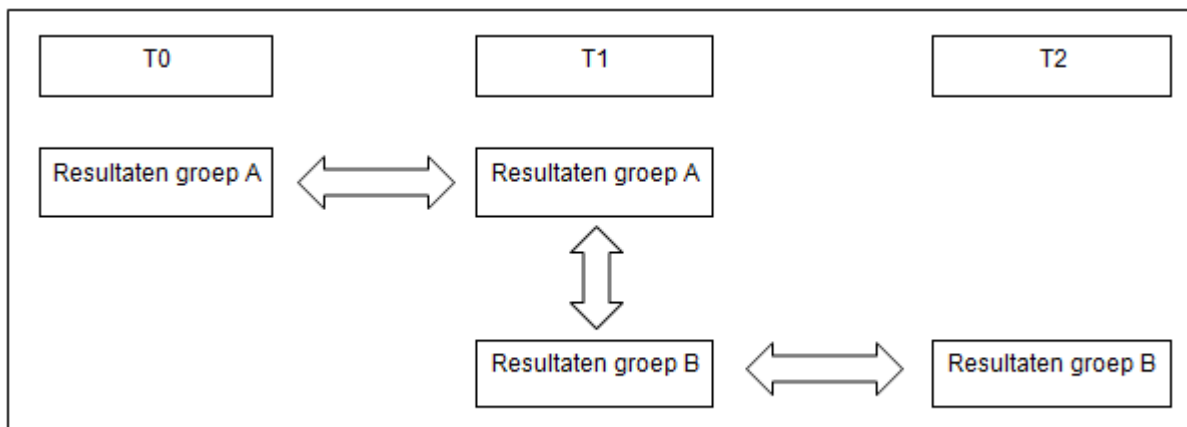 T0
T1
T2
Resultaten groep A
Resultaten groep A
Resultaten groep B
Resultaten groep B